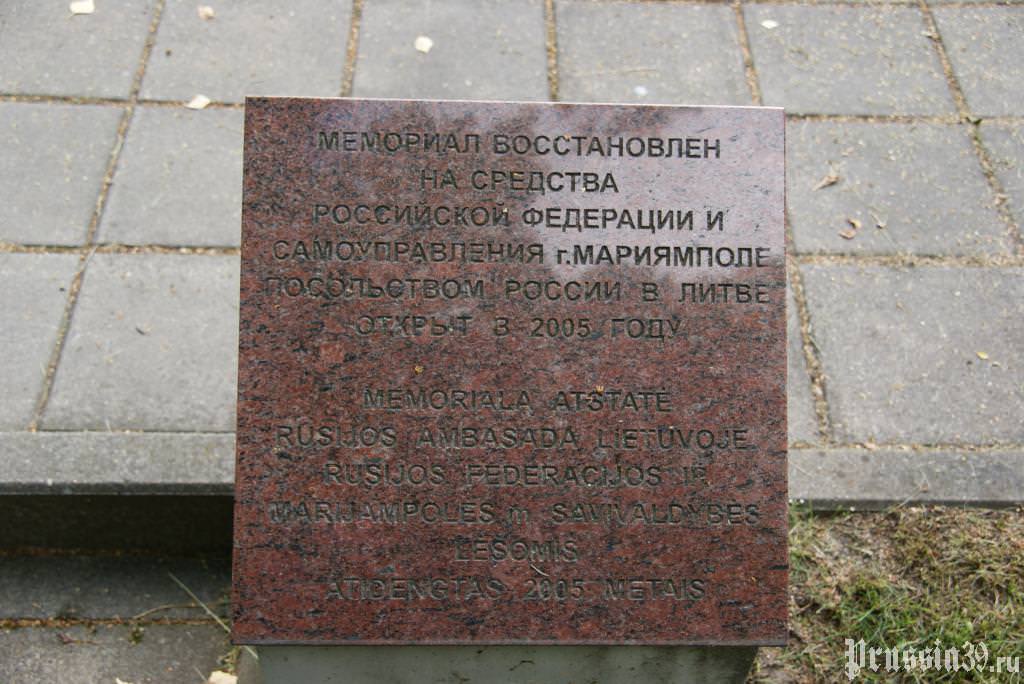 МЕМОРИАЛ ВОССТАНОВЛЕН
НА СРЕДСТВА
РОССИЙСКОЙ ФЕДЕРАЦИИ И
САМОУПРАВЛЕНИЯ г.МАРИЯМПОЛЕ
ПОСОЛЬСТВОМ РОССИИ В ЛИТВЕ
ОТКРЫТ В 2005 ГОДУ
MEMORIALĄ ATSTATĖ
RUSIJOS AMBASADA LIETUVOJE
RUSIJOS FEDERACIJOS IR
MARIJAMPOLĖS m. SAVIVALDYBĖS
LĖŠOMIS
ATIDENGTAS 2005 METAIS
Prussia39.ru